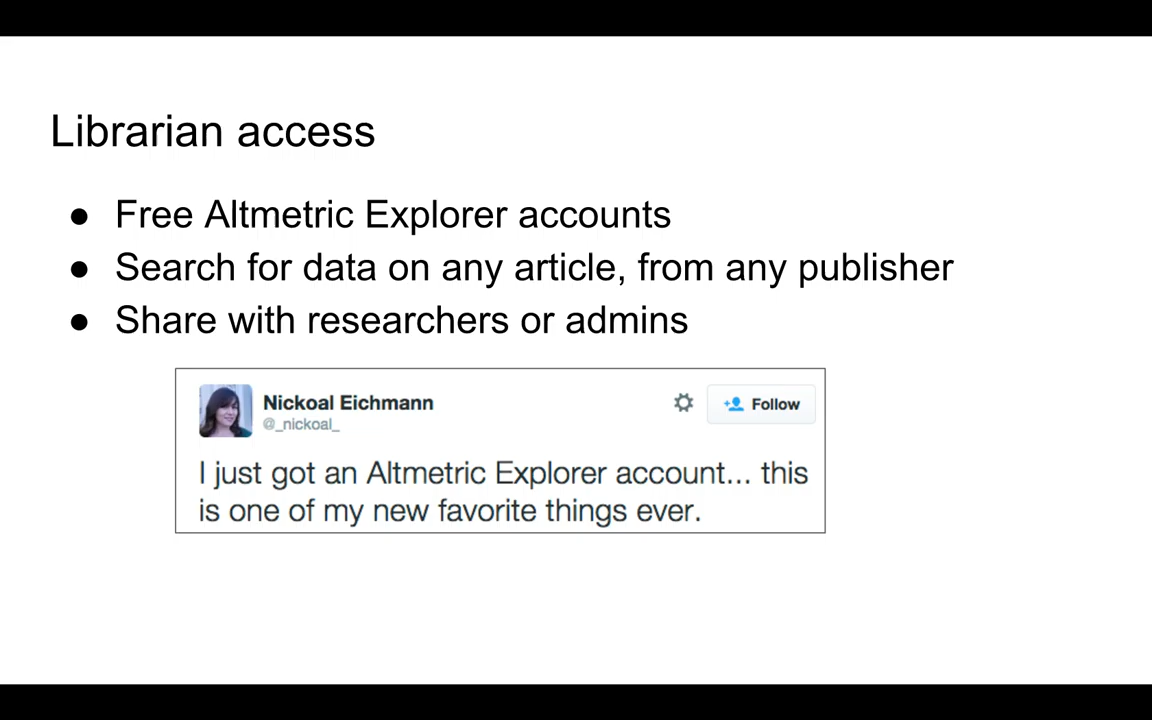 Librarian access
● Free Altmetric Explorer accounts
● Search for data on any article, from any publisher
● Share with researchers or admins
Nickoal Eichmann
@_nickoal_
Follow
I just got an Altmetric Explorer account... this
is one of my new favorite things ever.